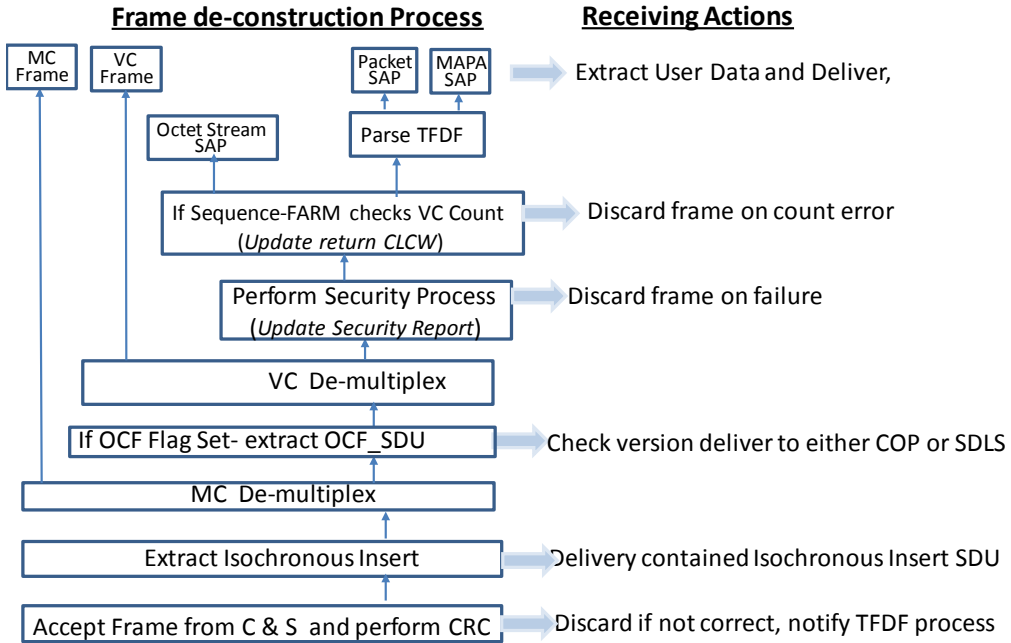 Frame de-construction Process
Receiving Actions
MC
Frame
VC
Frame
Packet
SAP
MAPA
SAP
Extract User Data and Deliver,
Octet Stream
SAP
Parse TFDF
If Sequence-FARM checks VC Count
(Update return CLCW)
Discard frame on count error
Perform Security Process
(Update Security Report)
Discard frame on failure
VC De-multiplex
If OCF Flag Set- extract OCF_SDU
Check version deliver to either COP or SDLS
MC De-multiplex
Extract Isochronous Insert
Delivery contained Isochronous Insert SDU
Accept Frame from C & S and perform CRC
Discard if not correct, notify TFDF process